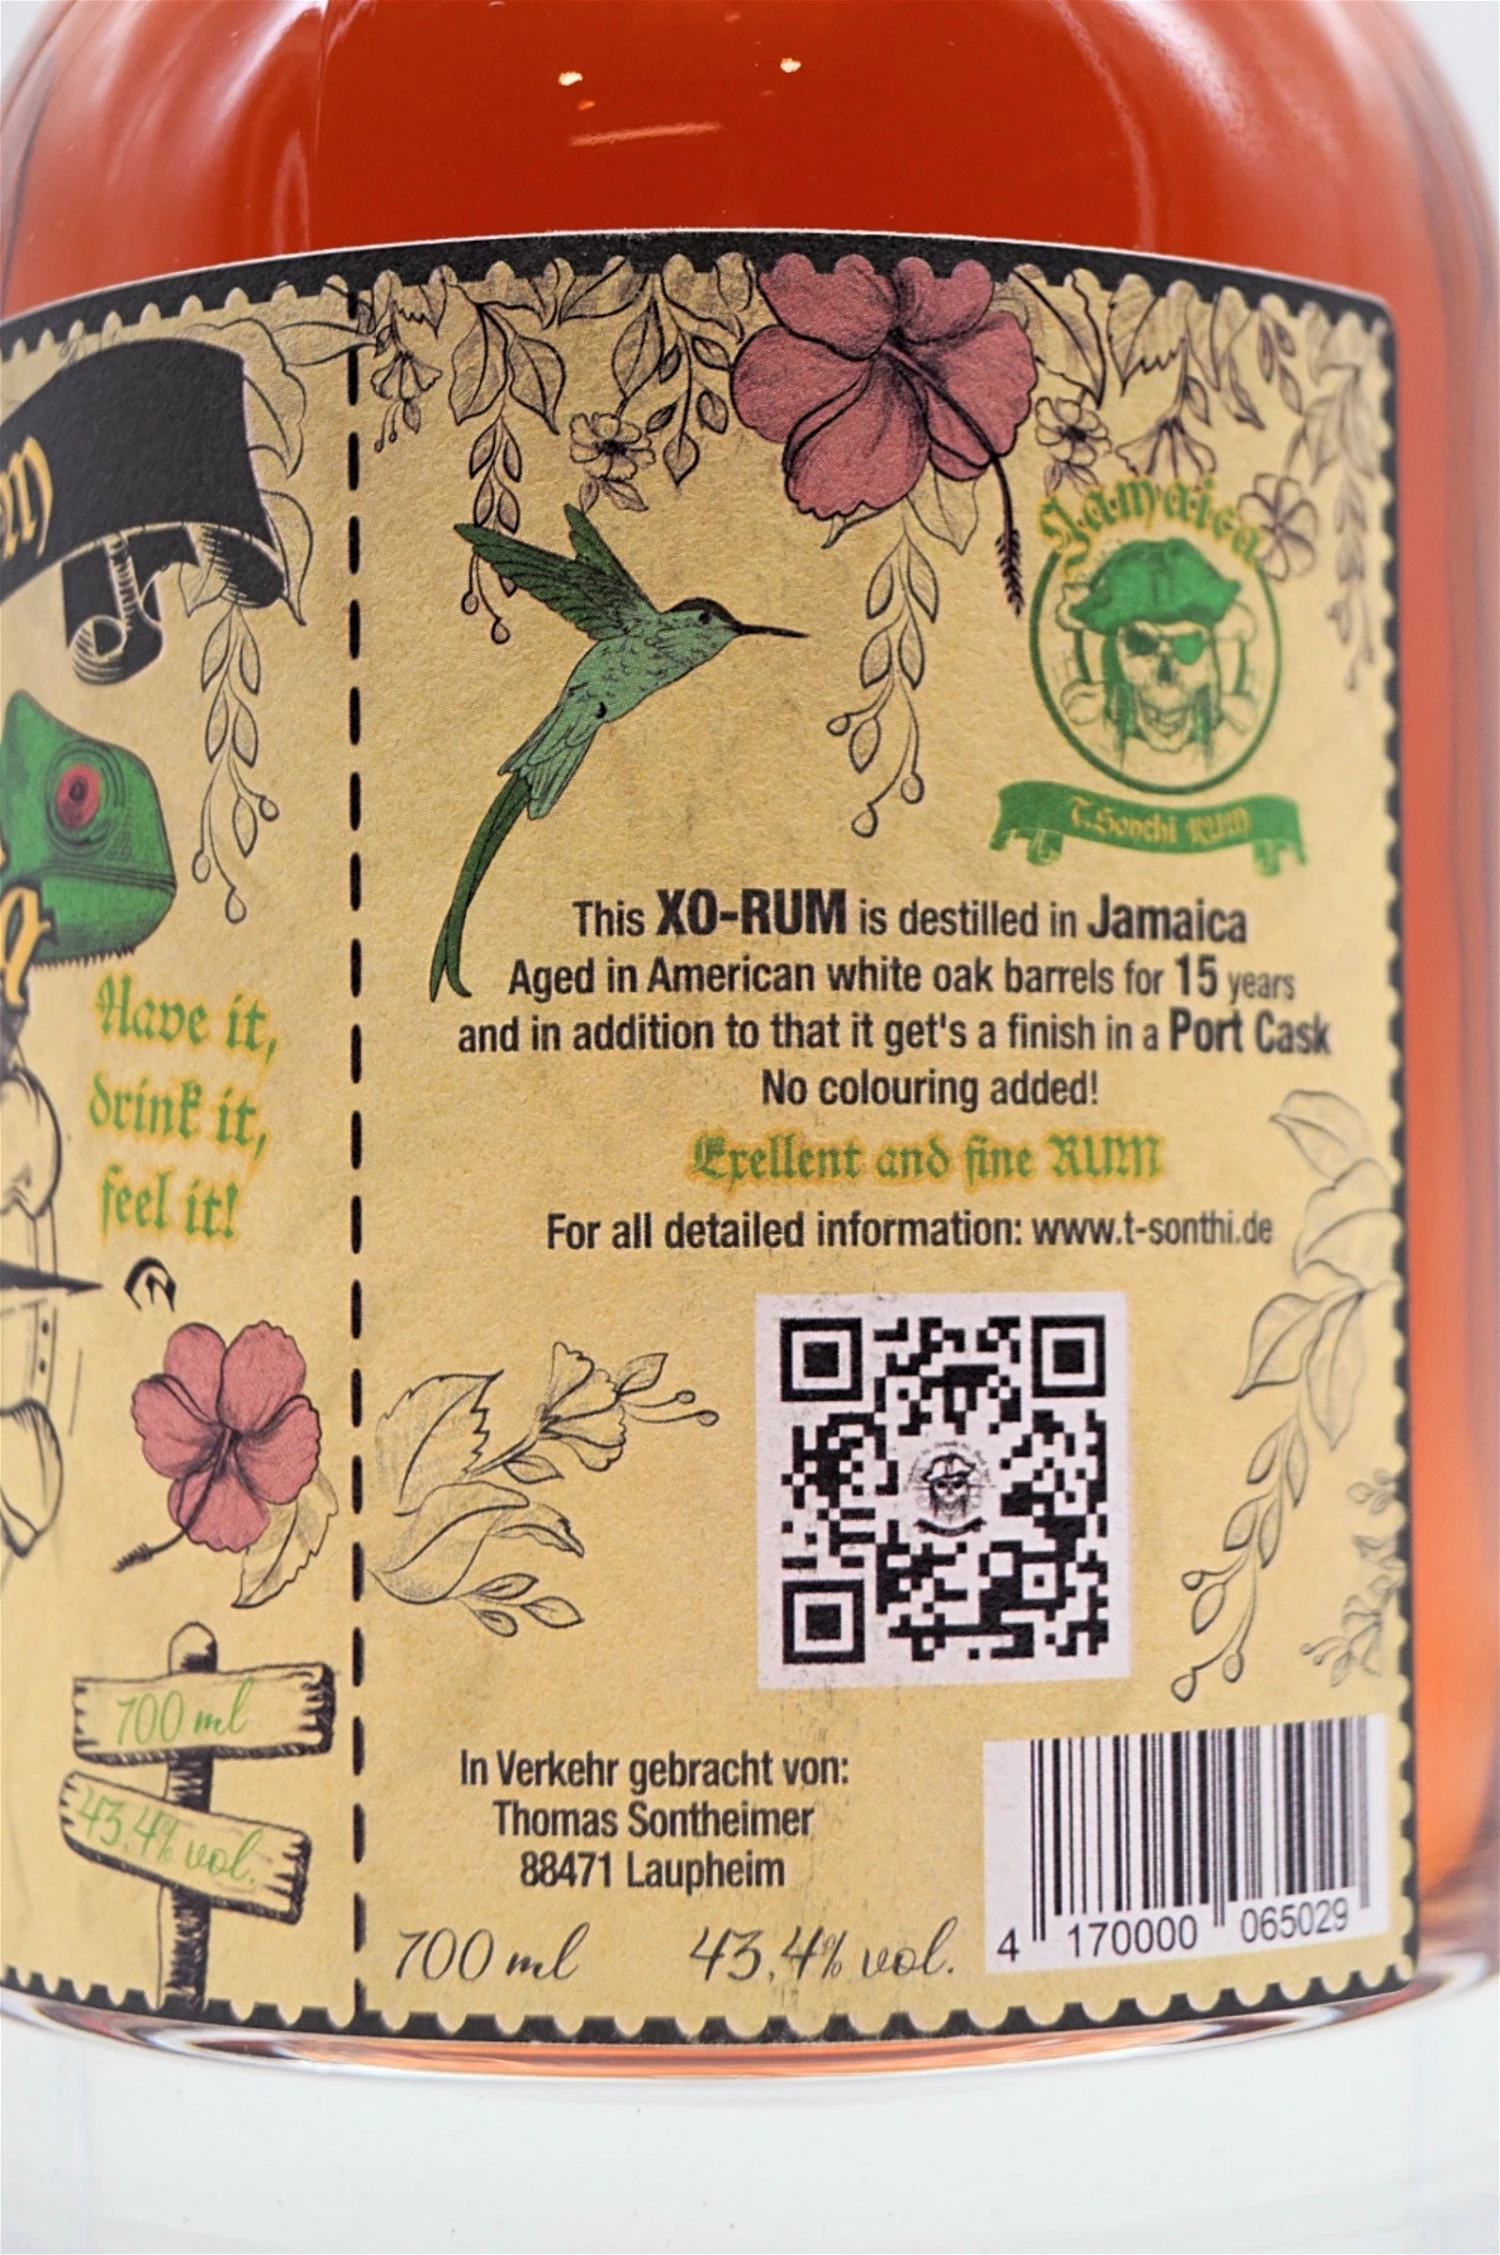 Have it,
drink it,
feel it!
700 ml
43,4% vol.
Jamaica
T.Sonthi RUM
This XO-RUM is destilled in Jamaica
Aged in American white oak barrels for 15 years
and in addition to that it get's a finish in a Port Cask
No colouring added!
Exellent and fine RUM
For all detailed information: www.t-sonthi.de
In Verkehr gebracht von:
Thomas Sontheimer
88471 Laupheim
700 ml 43,4% vol.
4 170000 065029